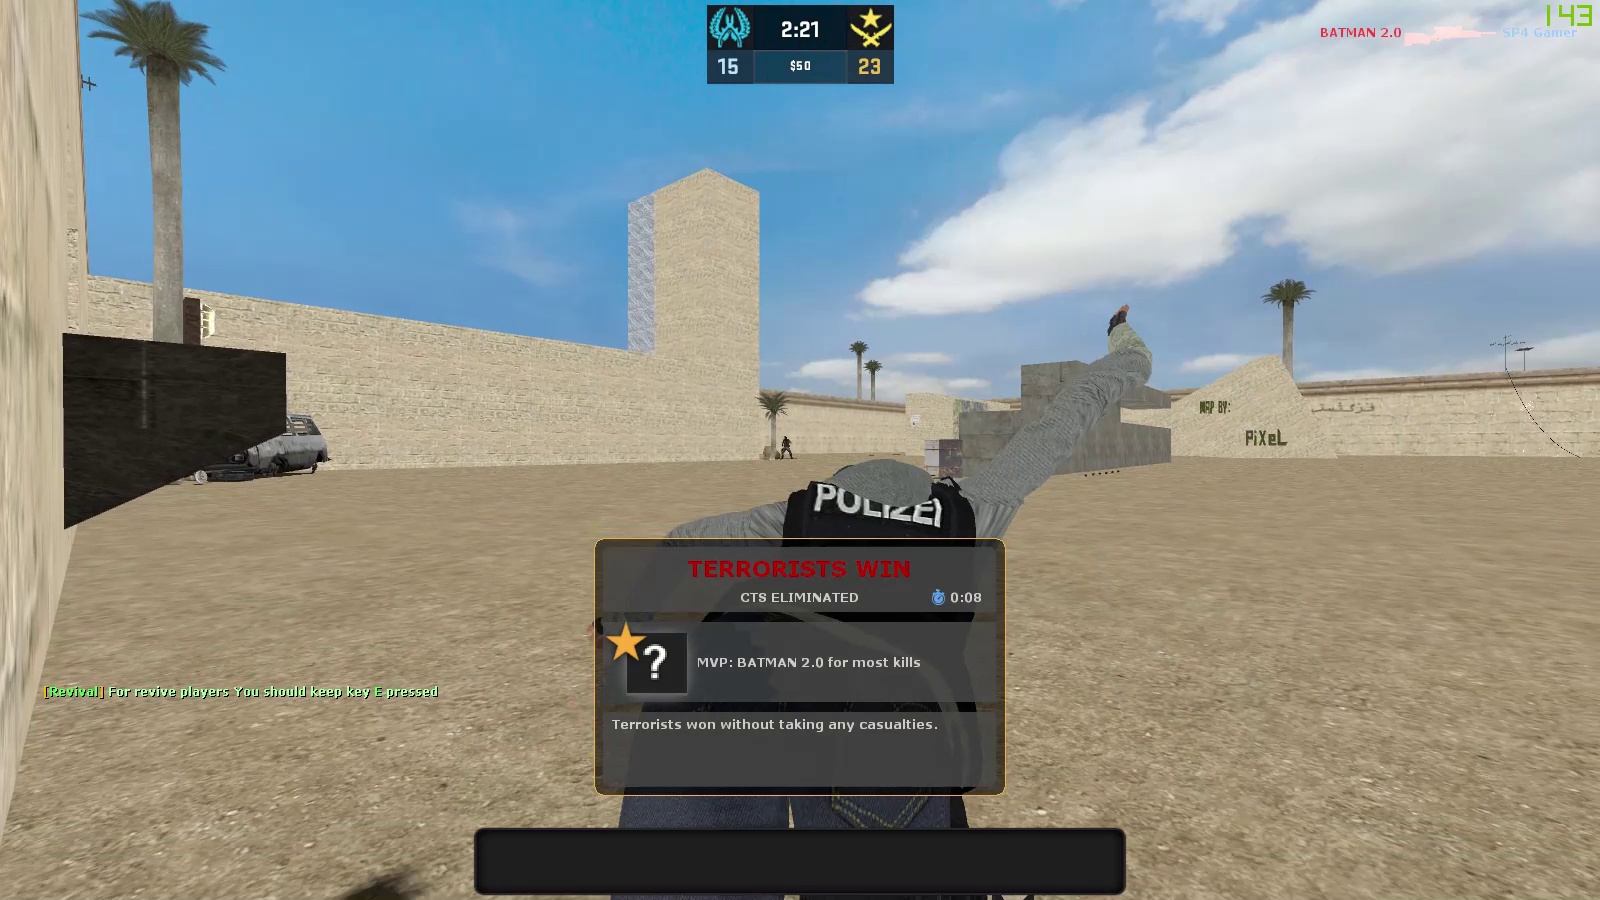 143
2:21
BATMAN 2.0 SP4 Gamer
15 $50 23
MAP BY:
PiXeL
POLIZEI
TERRORISTS WIN
CTS ELIMINATED 0:08
? MVP: BATMAN 2.0 for most kills
[Revival] For revive players You should keep key E pressed
Terrorists won without taking any casualties.